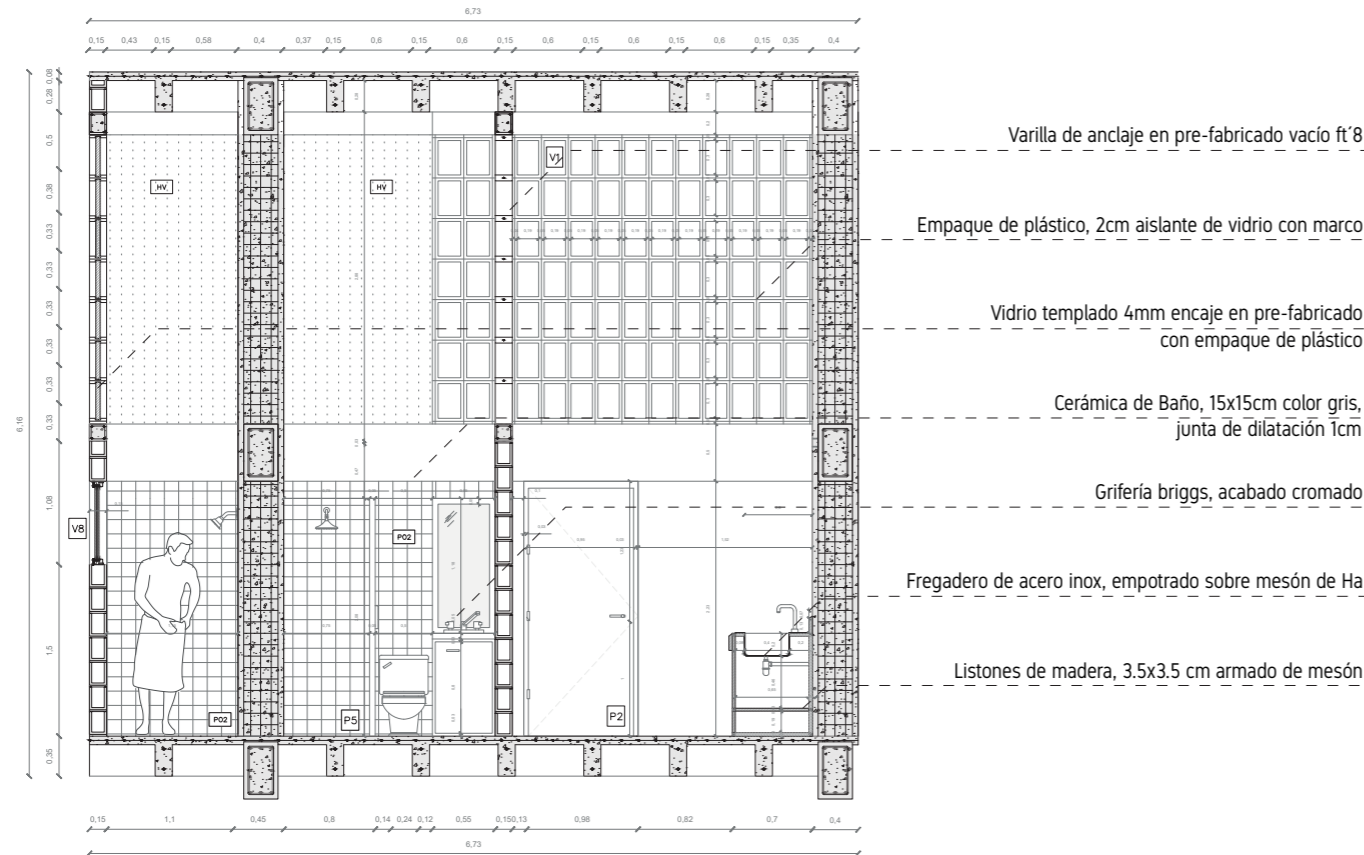 6,73
0,15 0,43 0,15 0,58 0,4 0,37 0,15 0,6 0,15 0,6 0,15 0,6 0,15 0,6 0,15 0,6 0,15 0,35 0,4
0,08
0,28
0,5
0,38
0,33
0,33
0,33
0,33
0,33
0,33
1,08
1,5
0,35
6,16
HV
HV
V1
V8
P02
P02
P5
P2
Varilla de anclaje en pre-fabricado vacío ft´8
Empaque de plástico, 2cm aislante de vidrio con marco
Vidrio templado 4mm encaje en pre-fabricado
con empaque de plástico
Cerámica de Baño, 15x15cm color gris,
junta de dilatación 1cm
Grifería briggs, acabado cromado
Fregadero de acero inox, empotrado sobre mesón de Ha
Listones de madera, 3.5x3.5 cm armado de mesón
0,15 1,1 0,45 0,8 0,14 0,24 0,12 0,55 0,15 0,13 0,98 0,82 0,7 0,4
6,73